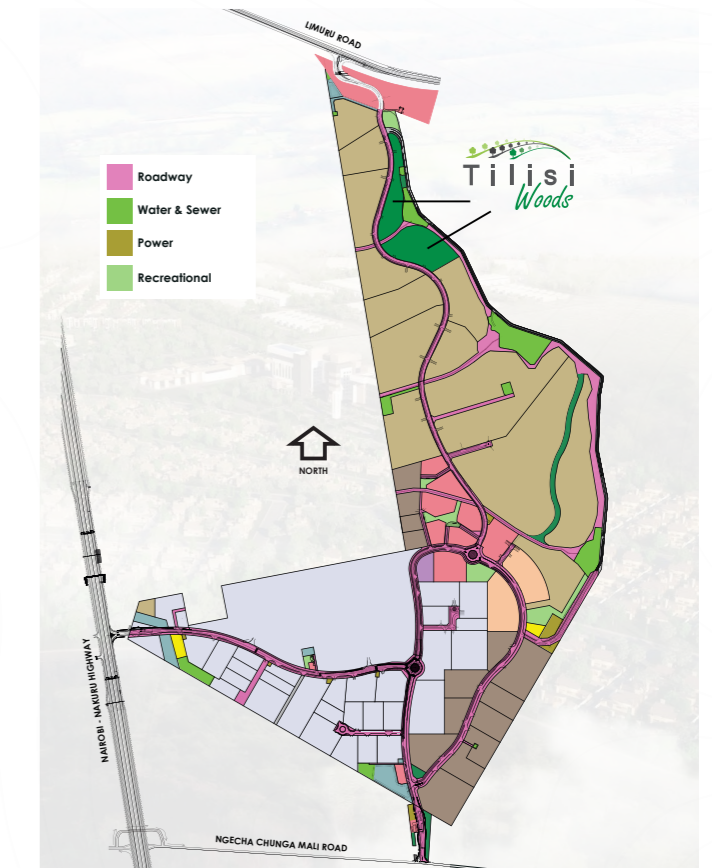 LIMURU ROAD
Tilisi
Woods
Roadway
Water & Sewer
Power
Recreational
NORTH
NAIROBI - NAKURU HIGHWAY
NGECHA CHUNGA MALI ROAD